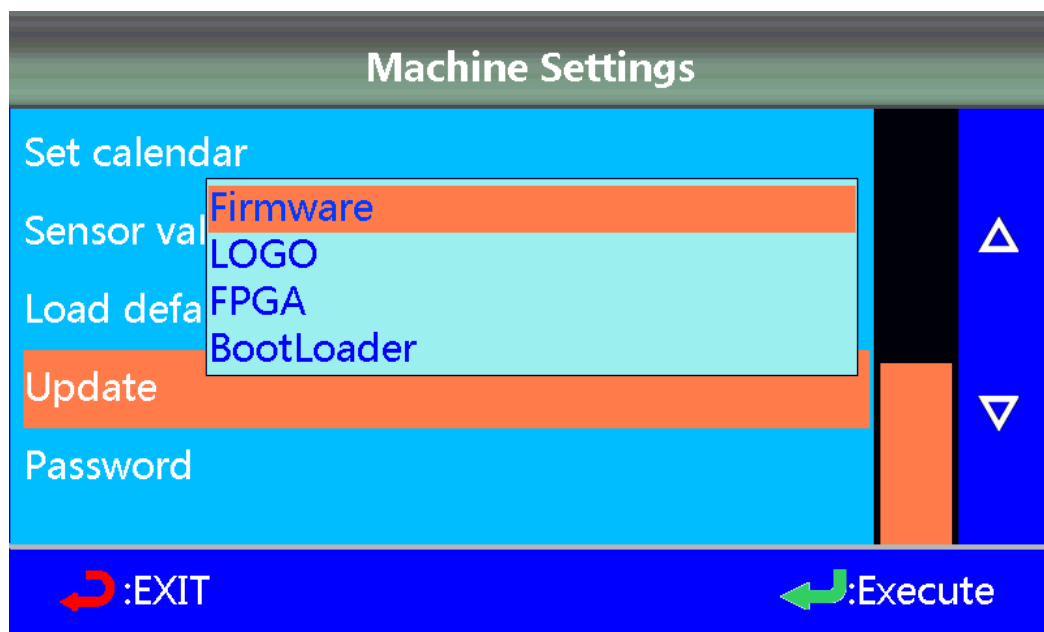 Machine Settings
Set calendar
Firmware
Sensor val
LOGO
Load defa
FPGA
BootLoader
Update
Password
:EXIT
:Execute